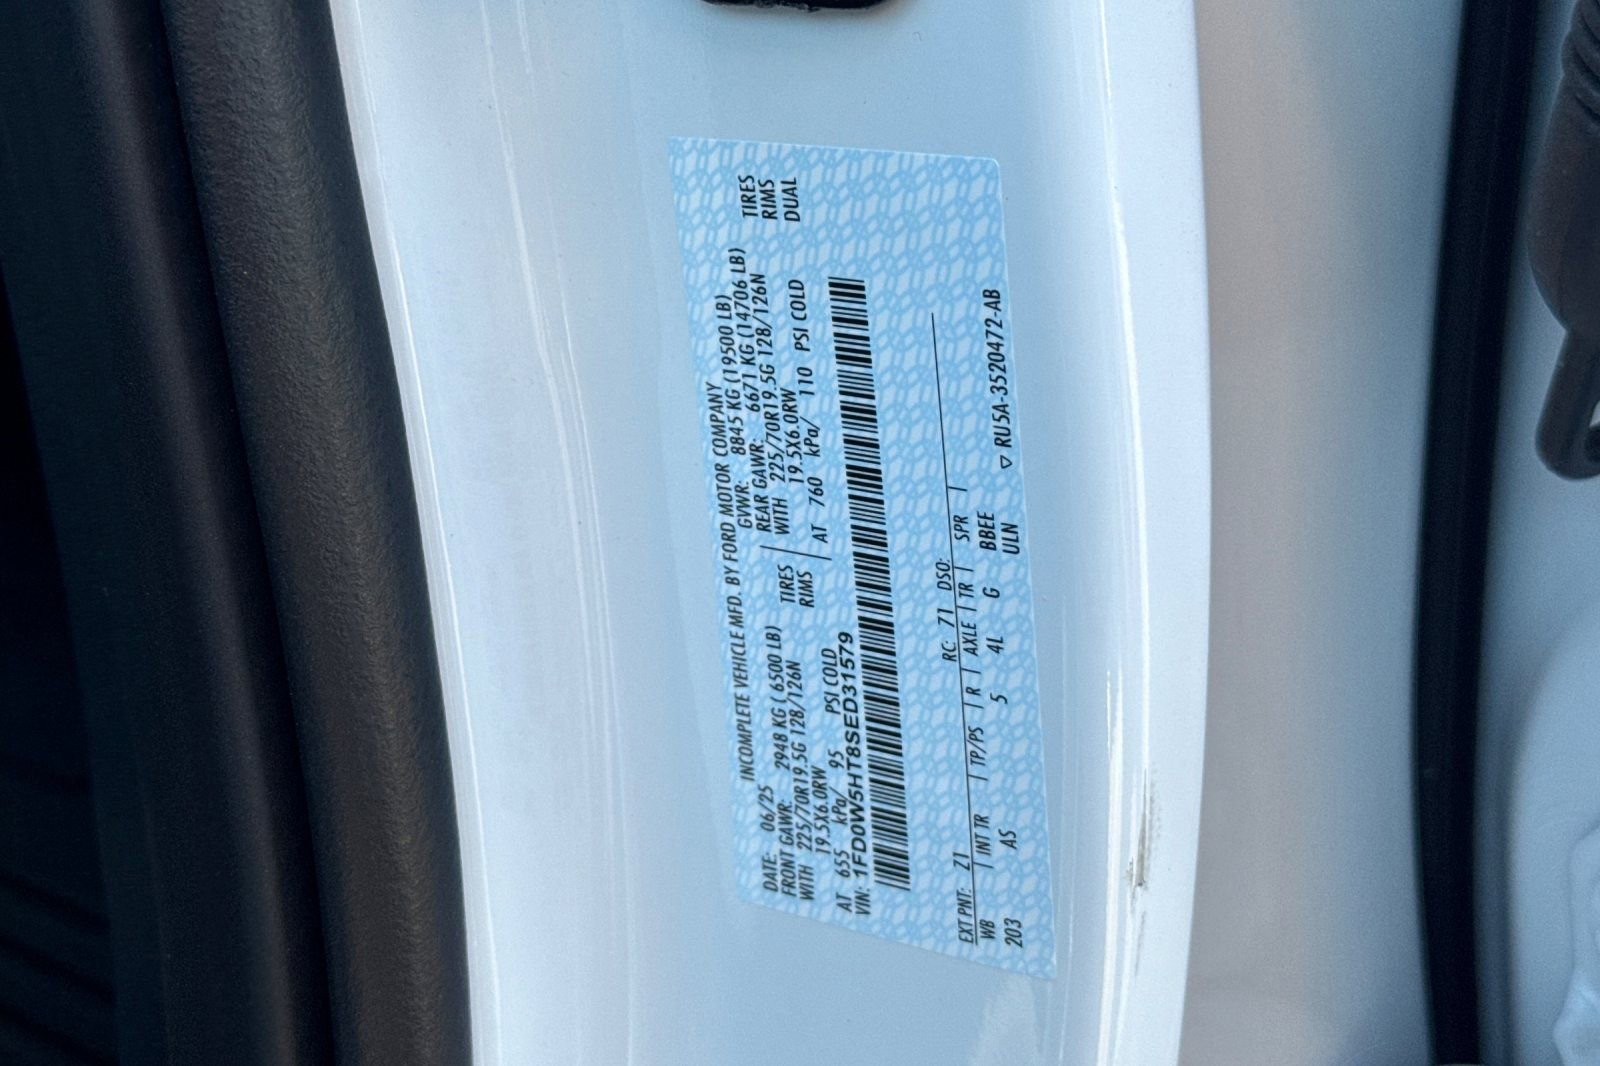 DATE: 06/25 INCOMPLETE VEHICLE MFD. BY FORD MOTOR COMPANY
FRONT GAWR: 2948 KG ( 6500 LB) GVWR: 8845 KG (19500 LB)
WITH 225/70R19.5G 128/126N TIRES
19.5X6.0RW RIMS
AT 655 kPa/ 95 PSI COLD
REAR GAWR: 6671 KG (14706 LB)
WITH 225/70R19.5G 128/126N TIRES
19.5X6.0RW RIMS
AT 760 kPa/ 110 PSI COLD DUAL
VIN: 1FD0W5HT8SED31579
EXT PNT: Z1 RC: 71 DSO:
WB | INT TR | TP/PS | R | AXLE | TR | SPR |
203 AS 5 4L G BBEE
ULN
▽ RU5A-3520472-AB